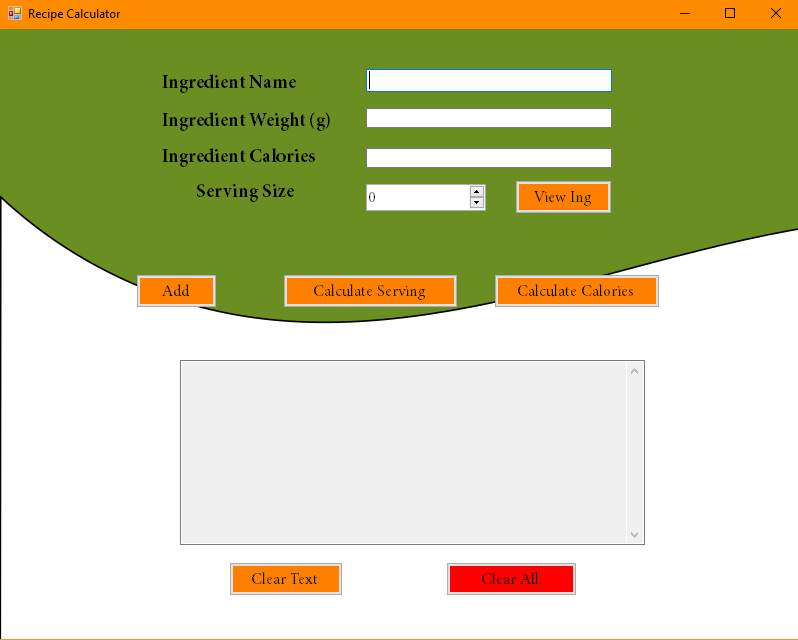 Recipe Calculator
Ingredient Name
Ingredient Weight (g)
Ingredient Calories
Serving Size
0
View Ing
Add
Calculate Serving
Calculate Calories
Clear Text
Clear All